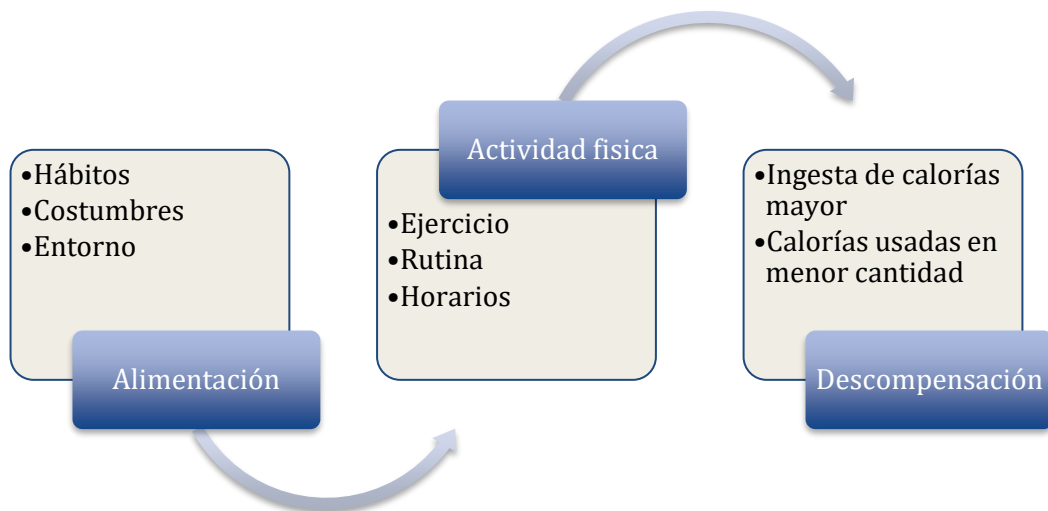 •Hábitos
•Costumbres
•Entorno
Alimentación
Actividad fisica
•Ejercicio
•Rutina
•Horarios
•Ingesta de calorías
mayor
•Calorías usadas en
menor cantidad
Descompensación